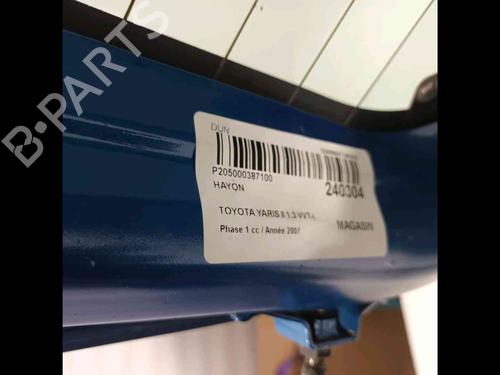 B-PARTS
DUN
P205000387100
HAYON
240304
TOYOTA YARIS II 1.3 VVT-i
Phase 1 cc / Année 2007
MAGASIN